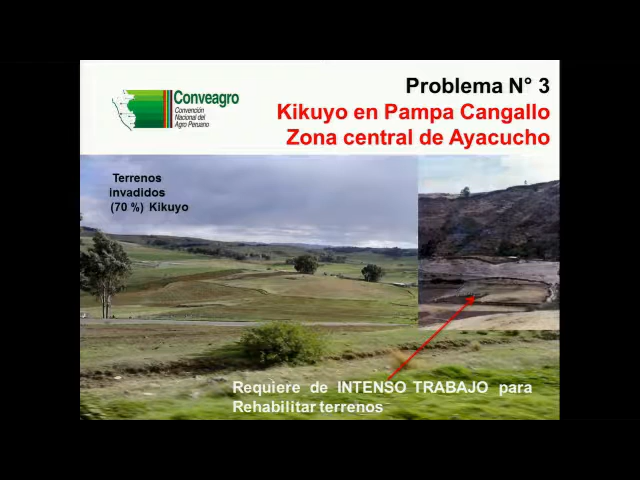 Conveagro
Convención
Nacional del
Agro Peruano
Problema N° 3
Kikuyo en Pampa Cangallo
Zona central de Ayacucho
Terrenos
invadidos
(70 %) Kikuyo
Requiere de INTENSO TRABAJO para
Rehabilitar terrenos